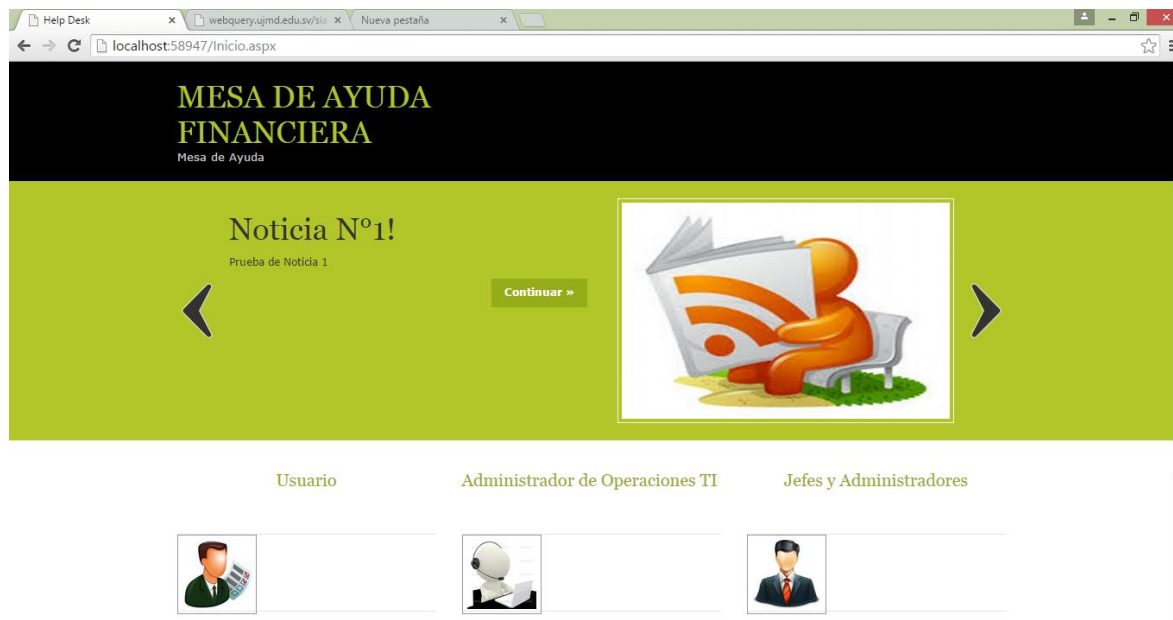 Help Desk
webquery.ujmd.edu.sv/sia
Nueva pestaña
localhost:58947/Inicio.aspx
MESA DE AYUDA
FINANCIERA
Mesa de Ayuda
Noticia Nº1!
Prueba de Noticia 1
Continuar »
Usuario
Administrador de Operaciones TI
Jefes y Administradores